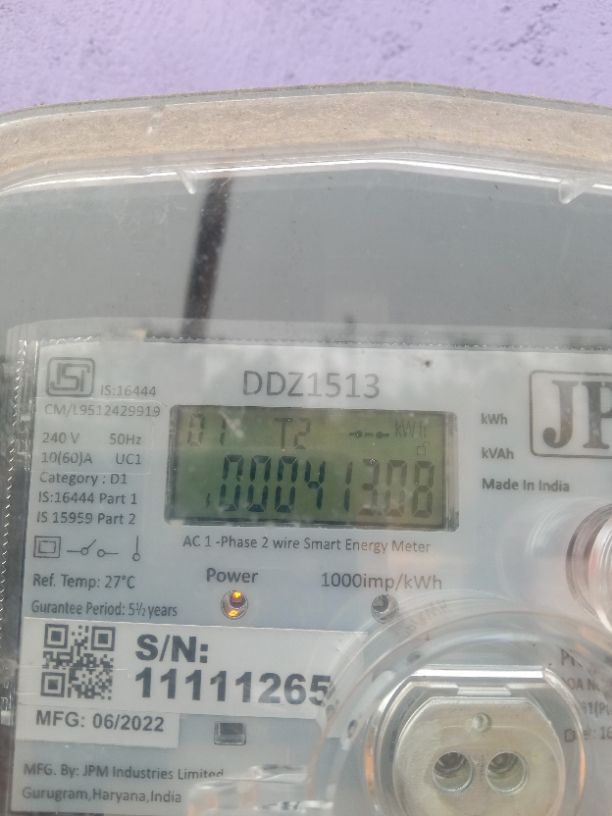 ISI
IS:16444
CM/L9512429919
DDZ1513
JP
240 V 50Hz
10(60)A UC1
Category : D1
IS:16444 Part 1
IS 15959 Part 2
01 T2 kWh
00041308
kWh
kVAh
Made In India
AC 1 -Phase 2 wire Smart Energy Meter
Ref. Temp: 27°C
Power
1000imp/kWh
Gurantee Period: 5½ years
S/N:
11111265
MFG: 06/2022
MFG. By: JPM Industries Limited
Gurugram,Haryana,India